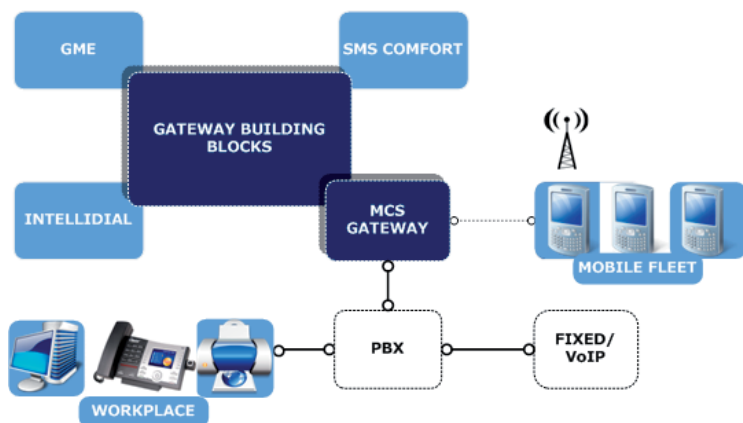 GME
SMS COMFORT
GATEWAY BUILDING
BLOCKS
INTELLIDIAL
MCS
GATEWAY
MOBILE FLEET
PBX
FIXED/
VoIP
WORKPLACE